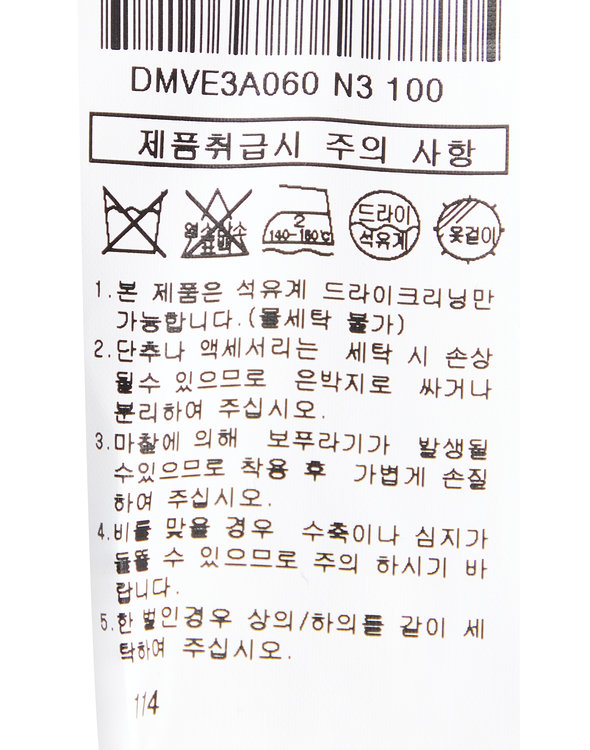 DMVE3A060 N3 100
제품취급시 주의 사항
염소산소
표백
2
140-160℃
드라이
석유계
옷걸이
1.본 제품은 석유계 드라이크리닝만
가능합니다.(물세탁 불가)
2.단추나 액세서리는 세탁 시 손상
될수 있으므로 은박지로 싸거나
분리하여 주십시오.
3.마찰에 의해 보푸라기가 발생될
수있으므로 착용 후 가볍게 손질
하여 주십시오.
4.비를 맞을 경우 수축이나 심지가
들뜰 수 있으므로 주의 하시기 바
랍니다.
5.한 벌인경우 상의/하의를 같이 세
탁하여 주십시오.
114